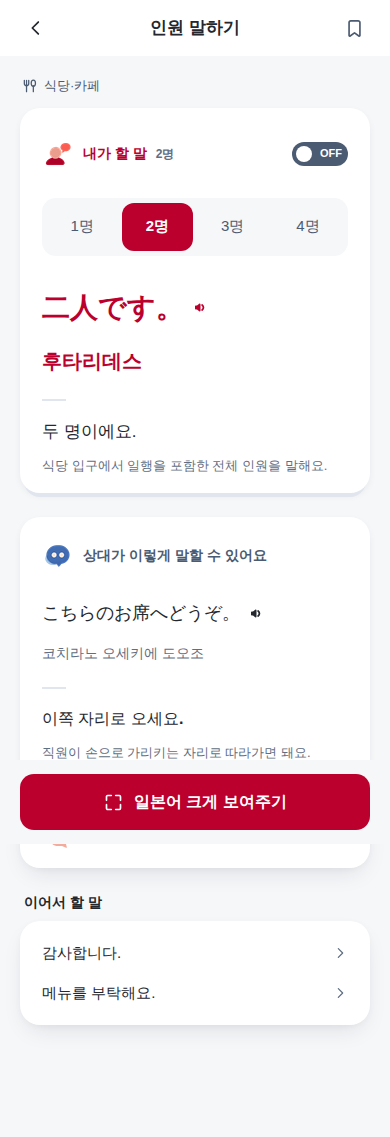 인원 말하기
식당·카페
내가 할 말 2명
OFF
1명 2명 3명 4명
二人です。
후타리데스
두 명이에요.
식당 입구에서 일행을 포함한 전체 인원을 말해요.
상대가 이렇게 말할 수 있어요
こちらのお席へどうぞ。
코치라노 오세키에 도오조
이쪽 자리로 오세요.
직원이 손으로 가리키는 자리로 따라가면 돼요.
일본어 크게 보여주기
이어서 할 말
감사합니다.
메뉴를 부탁해요.